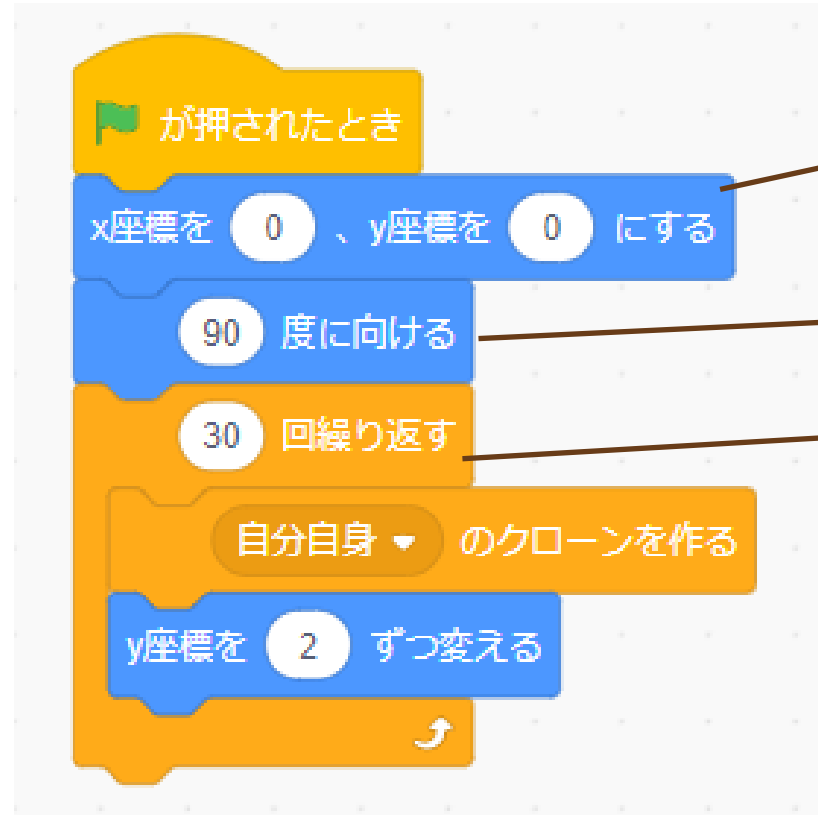 が押されたとき
x座標を 0 、y座標を 0 にする
90 度に向ける
30 回繰り返す
自分自身 のクローンを作る
y座標を 2 ずつ変える